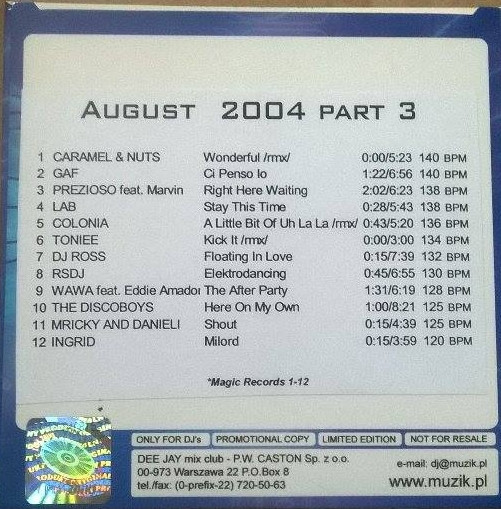 AUGUST 2004 PART 3
1 CARAMEL & NUTS Wonderful /rmx/ 0:00/5:23 140 BPM
2 GAF Ci Penso Io 1:22/6:56 140 BPM
3 PREZIOSO feat. Marvin Right Here Waiting 2:02/6:23 138 BPM
4 LAB Stay This Time 0:28/5:43 138 BPM
5 COLONIA A Little Bit Of Uh La La /rmx/ 0:43/5:20 136 BPM
6 TONIEE Kick It /rmx/ 0:00/3:00 134 BPM
7 DJ ROSS Floating In Love 0:15/7:39 132 BPM
8 RSDJ Elektrodancing 0:45/6:55 130 BPM
9 WAWA feat. Eddie Amador The After Party 1:31/6:19 128 BPM
10 THE DISCOBOYS Here On My Own 1:00/8:21 125 BPM
11 MRICKY AND DANIELI Shout 0:15/4:39 125 BPM
12 INGRID Milord 0:15/3:59 120 BPM
*Magic Records 1-12
ONLY FOR DJ's PROMOTIONAL COPY LIMITED EDITION NOT FOR RESALE
DEE JAY mix club - P.W. CASTON Sp. z o.o.
00-973 Warszawa 22 P.O.Box 8
tel./fax: (0-prefix-22) 720-50-63
e-mail: dj@muzik.pl
www.muzik.pl